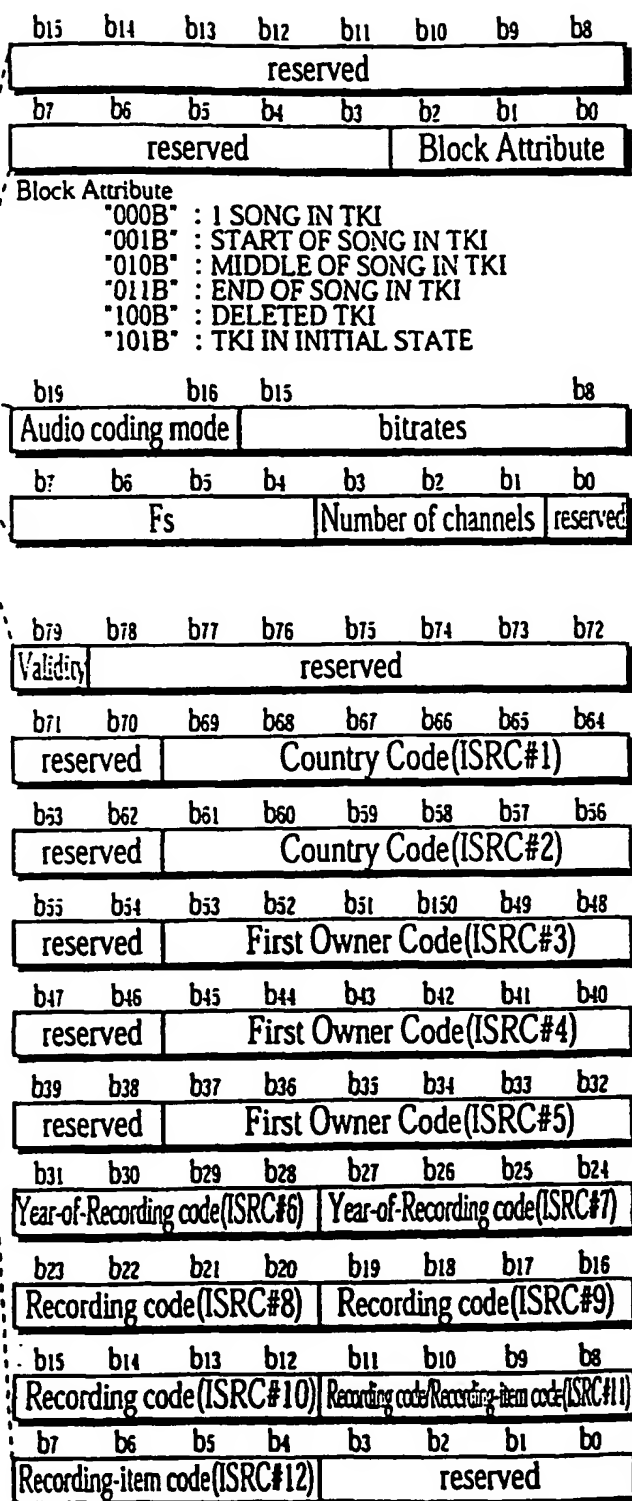 b15 b14 b13 b12 b11 b10 b9 b8
reserved
b7 b6 b5 b4 b3 b2 b1 b0
reserved Block Attribute
Block Attribute
"000B" : 1 SONG IN TKI
"001B" : START OF SONG IN TKI
"010B" : MIDDLE OF SONG IN TKI
"011B" : END OF SONG IN TKI
"100B" : DELETED TKI
"101B" : TKI IN INITIAL STATE
b19 b16 b15 b8
Audio coding mode bitrates
b7 b6 b5 b4 b3 b2 b1 b0
Fs Number of channels reserved
b79 b78 b77 b76 b75 b74 b73 b72
Validity reserved
b71 b70 b69 b68 b67 b66 b65 b64
reserved Country Code(ISRC#1)
b63 b62 b61 b60 b59 b58 b57 b56
reserved Country Code(ISRC#2)
b55 b54 b53 b52 b51 b150 b49 b48
reserved First Owner Code(ISRC#3)
b47 b46 b45 b44 b43 b42 b41 b40
reserved First Owner Code(ISRC#4)
b39 b38 b37 b36 b35 b34 b33 b32
reserved First Owner Code(ISRC#5)
b31 b30 b29 b28 b27 b26 b25 b24
Year-of-Recording code(ISRC#6) Year-of-Recording code(ISRC#7)
b23 b22 b21 b20 b19 b18 b17 b16
Recording code(ISRC#8) Recording code(ISRC#9)
b15 b14 b13 b12 b11 b10 b9 b8
Recording code(ISRC#10) Recording code/Recording-item code(ISRC#11)
b7 b6 b5 b4 b3 b2 b1 b0
Recording-item code(ISRC#12) reserved